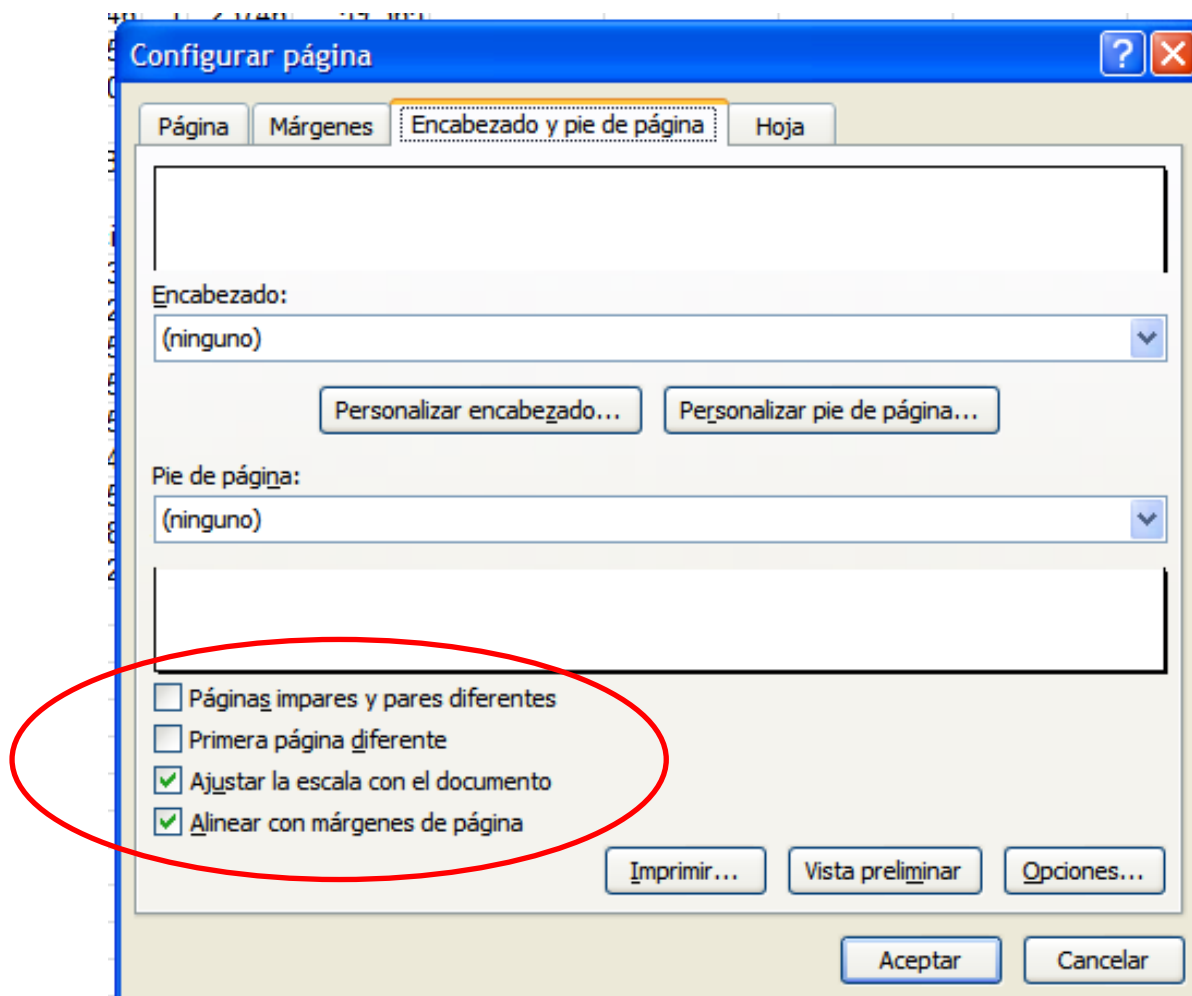 Configurar página
Página Márgenes Encabezado y pie de página Hoja
Encabezado:
(ninguno)
Personalizar encabezado... Personalizar pie de página...
Pie de página:
(ninguno)
Páginas impares y pares diferentes
Primera página diferente
Ajustar la escala con el documento
Alinear con márgenes de página
Imprimir... Vista preliminar Opciones...
Aceptar Cancelar